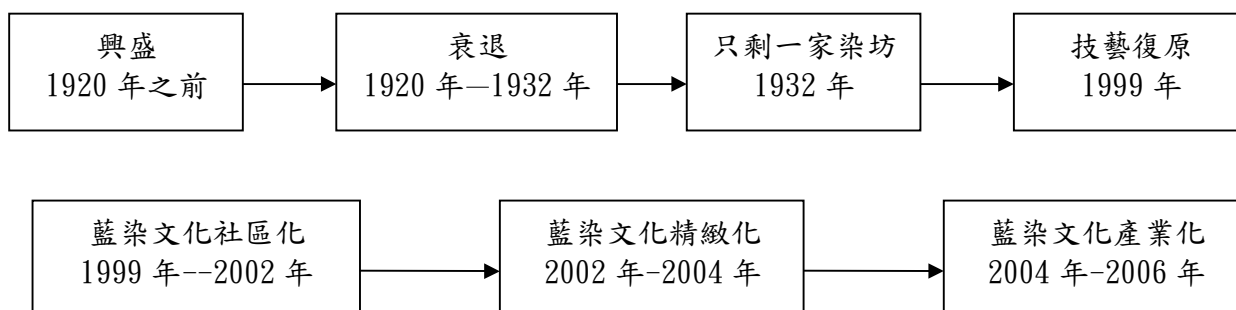 興盛
1920 年之前
衰退
1920 年—1932 年
只剩一家染坊
1932 年
技藝復原
1999 年
藍染文化社區化
1999 年--2002 年
藍染文化精緻化
2002 年-2004 年
藍染文化產業化
2004 年-2006 年